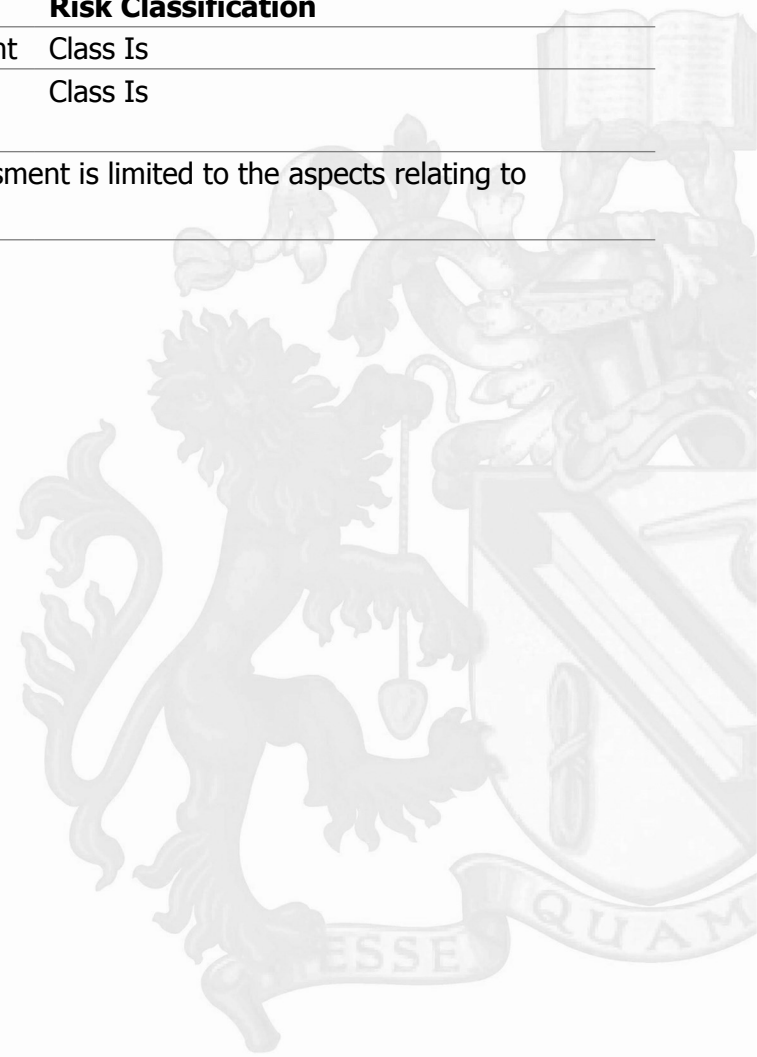 Risk Classification
nt Class Is
Class Is
sment is limited to the aspects relating to
ESSE QUAM